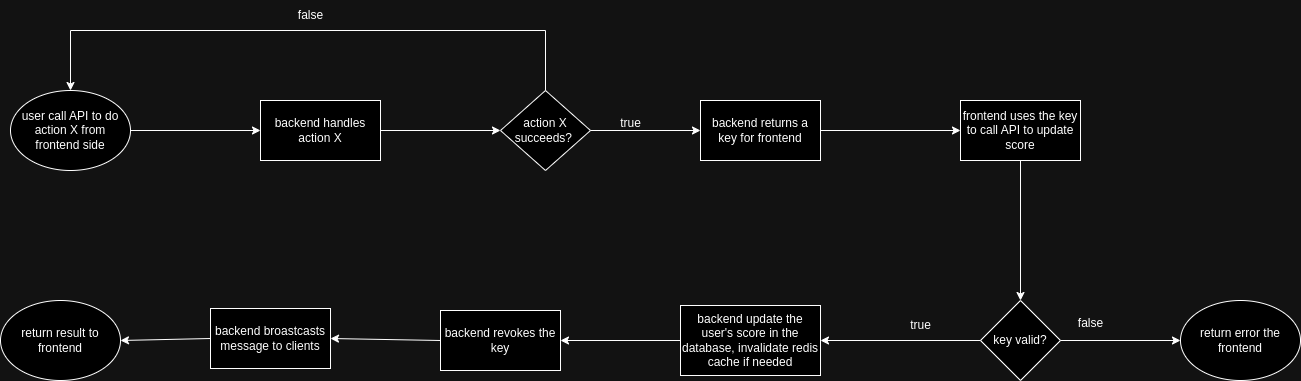 false
user call API to do
action X from
frontend side
backend handles
action X
action X
succeeds?
true
backend returns a
key for frontend
frontend uses the key
to call API to update
score
return result to
frontend
backend broastcasts
message to clients
backend revokes the
key
backend update the
user's score in the
database, invalidate redis
cache if needed
true
key valid?
false
return error the
frontend